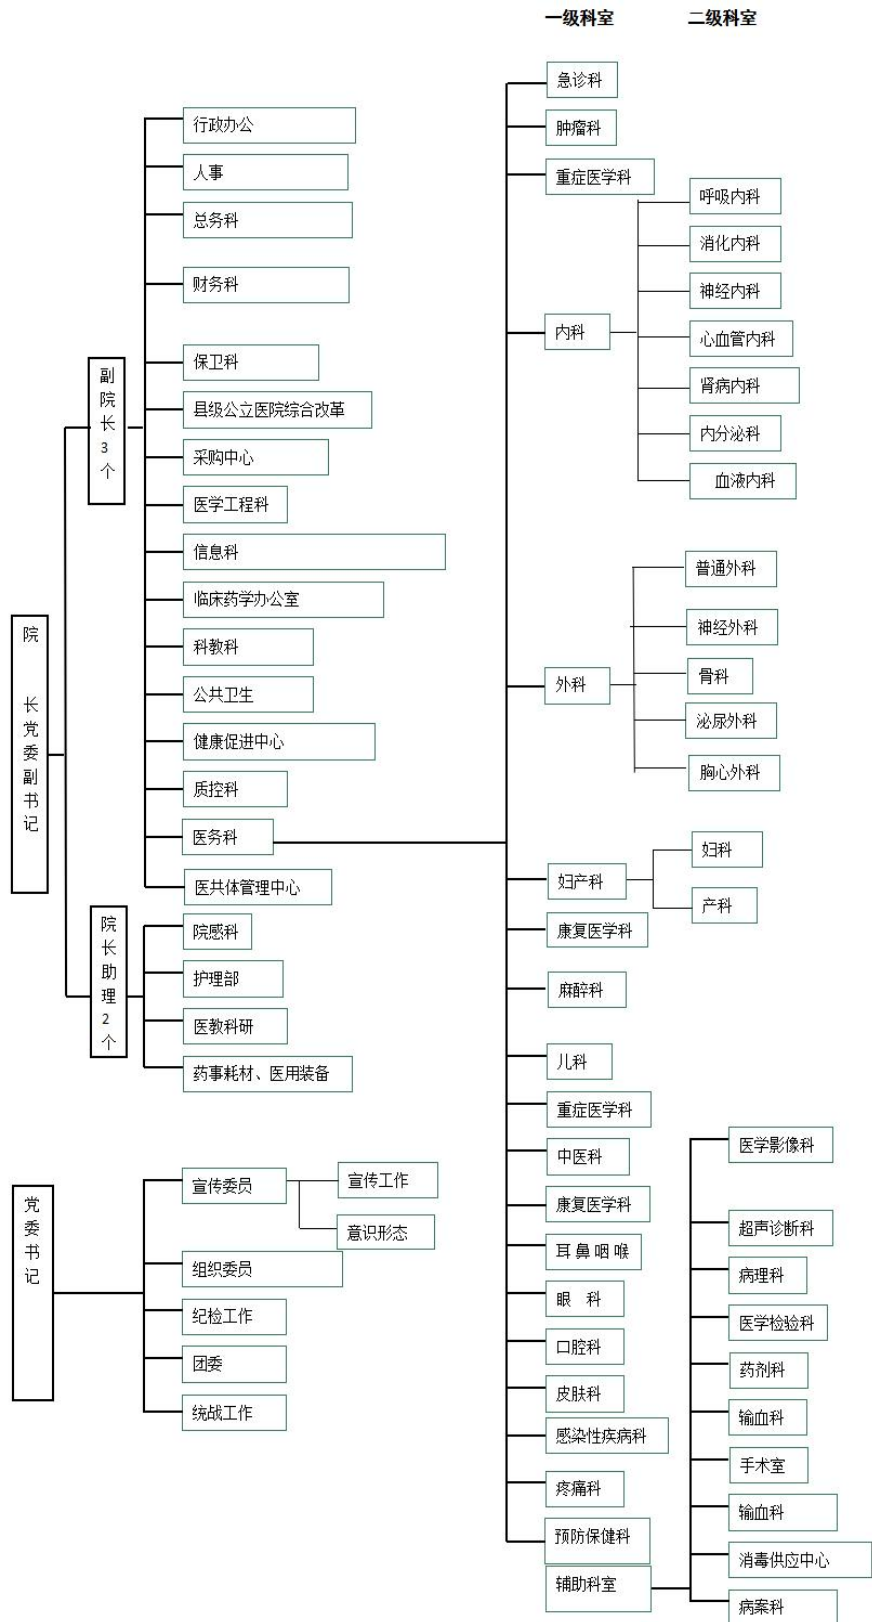 一级科室
二级科室
院长党委副书记
副院长3个
行政办公
人事
总务科
财务科
保卫科
县级公立医院综合改革
采购中心
医学工程科
信息科
临床药学办公室
科教科
公共卫生
健康促进中心
质控科
医务科
医共体管理中心
院长助理2个
院感科
护理部
医教科研
药事耗材、医用装备
党委书记
宣传委员
宣传工作
意识形态
组织委员
纪检工作
团委
统战工作
急诊科
肿瘤科
重症医学科
内科
呼吸内科
消化内科
神经内科
心血管内科
肾病内科
内分泌科
血液内科
外科
普通外科
神经外科
骨科
泌尿外科
胸心外科
妇产科
妇科
产科
康复医学科
麻醉科
儿科
重症医学科
中医科
康复医学科
耳鼻咽喉
眼 科
口腔科
皮肤科
感染性疾病科
疼痛科
预防保健科
辅助科室
医学影像科
超声诊断科
病理科
医学检验科
药剂科
输血科
手术室
输血科
消毒供应中心
病案科